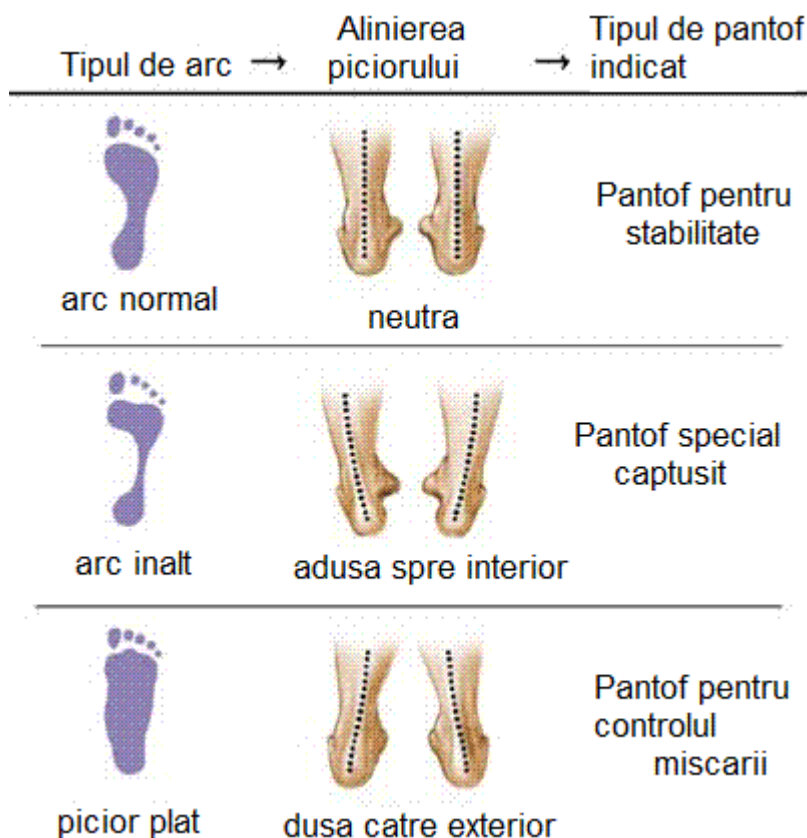 Tipul de arc → Alinierea piciorului → Tipul de pantof indicat
Pantof pentru
stabilitate
arc normal
neutra
Pantof special
captusit
arc inalt
adusa spre interior
Pantof pentru
controlul
miscarii
picior plat
dusa catre exterior